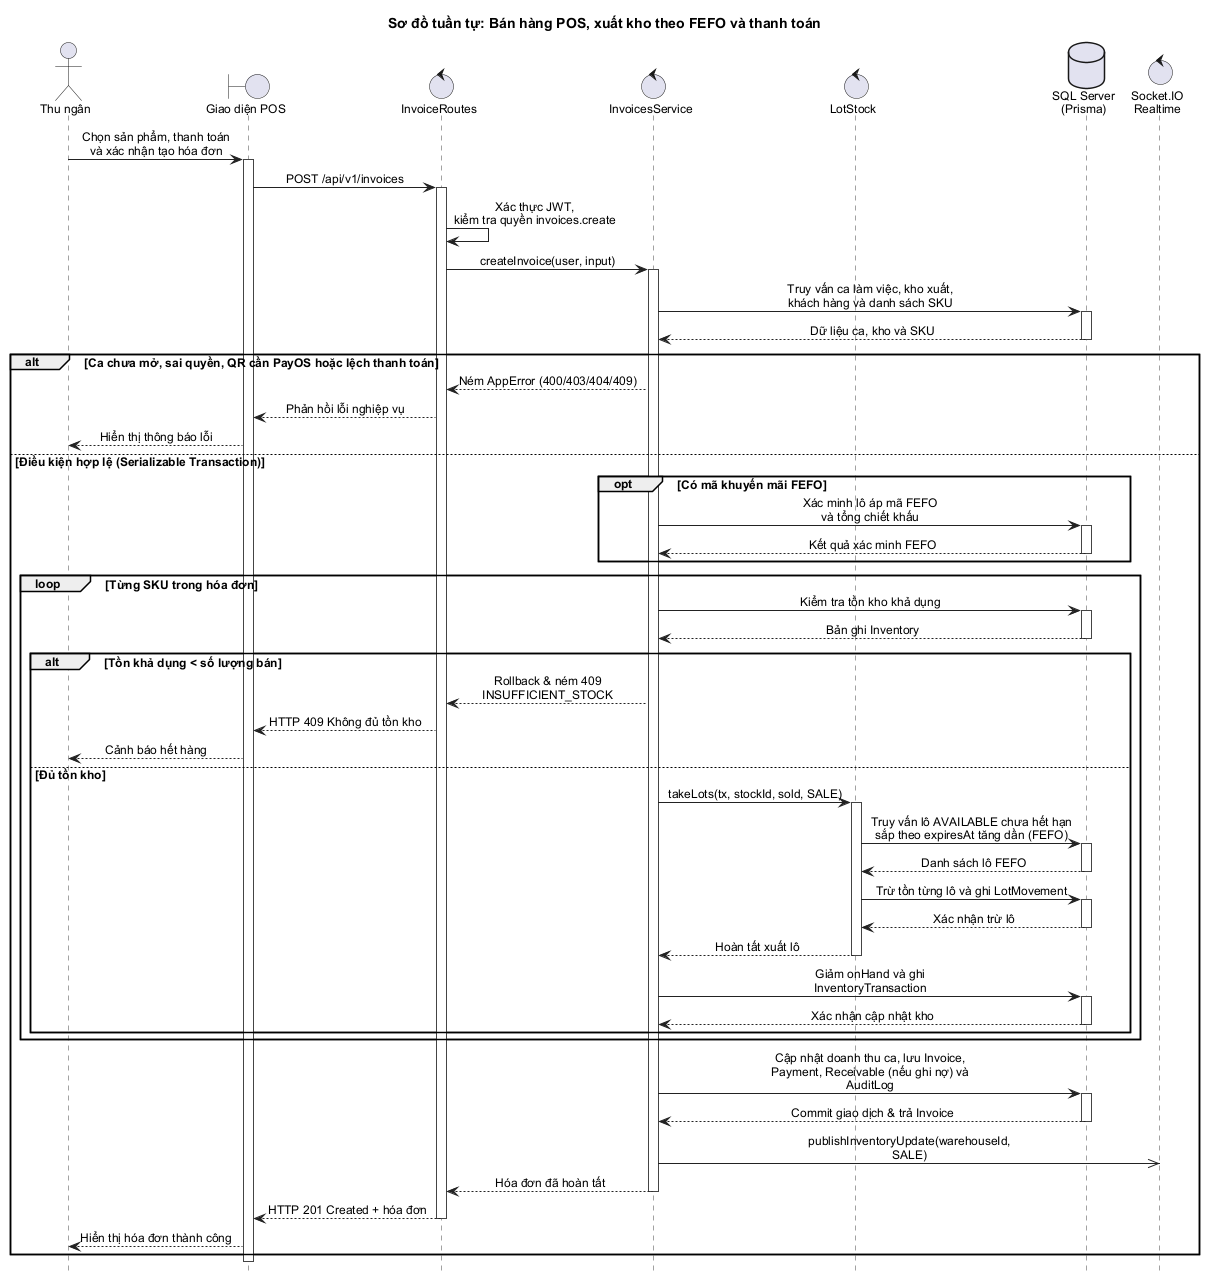 Sơ đồ tuần tự: Bán hàng POS, xuất kho theo FEFO và thanh toán
Thu ngân
Giao diện POS
InvoiceRoutes
InvoicesService
LotStock
SQL Server
(Prisma)
Socket.IO
Realtime
Chọn sản phẩm, thanh toán
và xác nhận tạo hóa đơn
POST /api/v1/invoices
Xác thực JWT,
kiểm tra quyền invoices.create
createInvoice(user, input)
Truy vấn ca làm việc, kho xuất,
khách hàng và danh sách SKU
Dữ liệu ca, kho và SKU
alt
[Ca chưa mở, sai quyền, QR cần PayOS hoặc lệch thanh toán]
Ném AppError (400/403/404/409)
Phản hồi lỗi nghiệp vụ
Hiển thị thông báo lỗi
[Điều kiện hợp lệ (Serializable Transaction)]
opt
[Có mã khuyến mãi FEFO]
Xác minh lô áp mã FEFO
và tổng chiết khấu
Kết quả xác minh FEFO
loop
[Từng SKU trong hóa đơn]
Kiểm tra tồn kho khả dụng
Bản ghi Inventory
alt
[Tồn khả dụng < số lượng bán]
Rollback & ném 409
INSUFFICIENT_STOCK
HTTP 409 Không đủ tồn kho
Cảnh báo hết hàng
[Đủ tồn kho]
takeLots(tx, stockId, sold, SALE)
Truy vấn lô AVAILABLE chưa hết hạn
sắp theo expiresAt tăng dần (FEFO)
Danh sách lô FEFO
Trừ tồn từng lô và ghi LotMovement
Xác nhận trừ lô
Hoàn tất xuất lô
Giảm onHand và ghi
InventoryTransaction
Xác nhận cập nhật kho
Cập nhật doanh thu ca, lưu Invoice,
Payment, Receivable (nếu ghi nợ) và
AuditLog
Commit giao dịch & trả Invoice
publishInventoryUpdate(warehouseId,
SALE)
Hóa đơn đã hoàn tất
HTTP 201 Created + hóa đơn
Hiển thị hóa đơn thành công